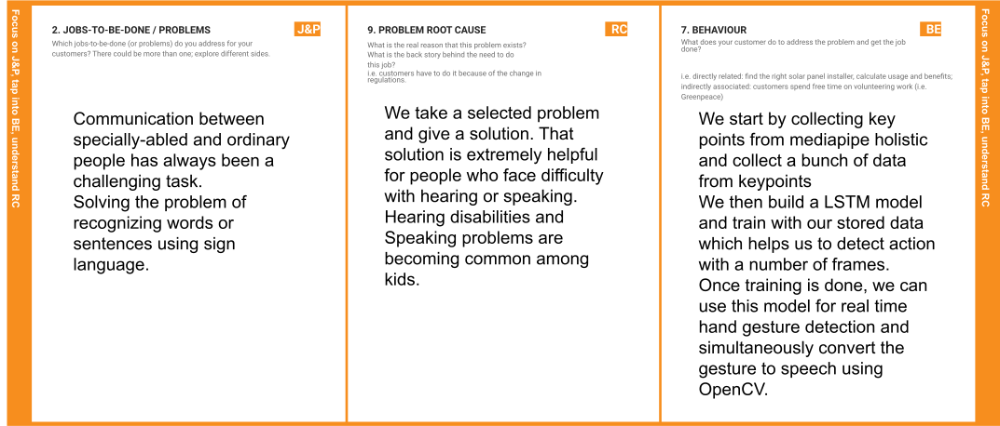 Focus on J&P, tap into BE, understand RC
2. JOBS-TO-BE-DONE / PROBLEMS
J&P
Which jobs-to-be-done (or problems) do you address for your
customers? There could be more than one; explore different sides.
Communication between
specially-abled and ordinary
people has always been a
challenging task.
Solving the problem of
recognizing words or
sentences using sign
language.
9. PROBLEM ROOT CAUSE
RC
What is the real reason that this problem exists?
What is the back story behind the need to do
this job?
i.e. customers have to do it because of the change in
regulations.
We take a selected problem
and give a solution. That
solution is extremely helpful
for people who face difficulty
with hearing or speaking.
Hearing disabilities and
Speaking problems are
becoming common among
kids.
7. BEHAVIOUR
BE
What does your customer do to address the problem and get the job
done?
i.e. directly related: find the right solar panel installer, calculate usage and benefits;
indirectly associated: customers spend free time on volunteering work (i.e.
Greenpeace)
We start by collecting key
points from mediapipe holistic
and collect a bunch of data
from keypoints
We then build a LSTM model
and train with our stored data
which helps us to detect action
with a number of frames.
Once training is done, we can
use this model for real time
hand gesture detection and
simultaneously convert the
gesture to speech using
OpenCV.
Focus on J&P, tap into BE, understand RC